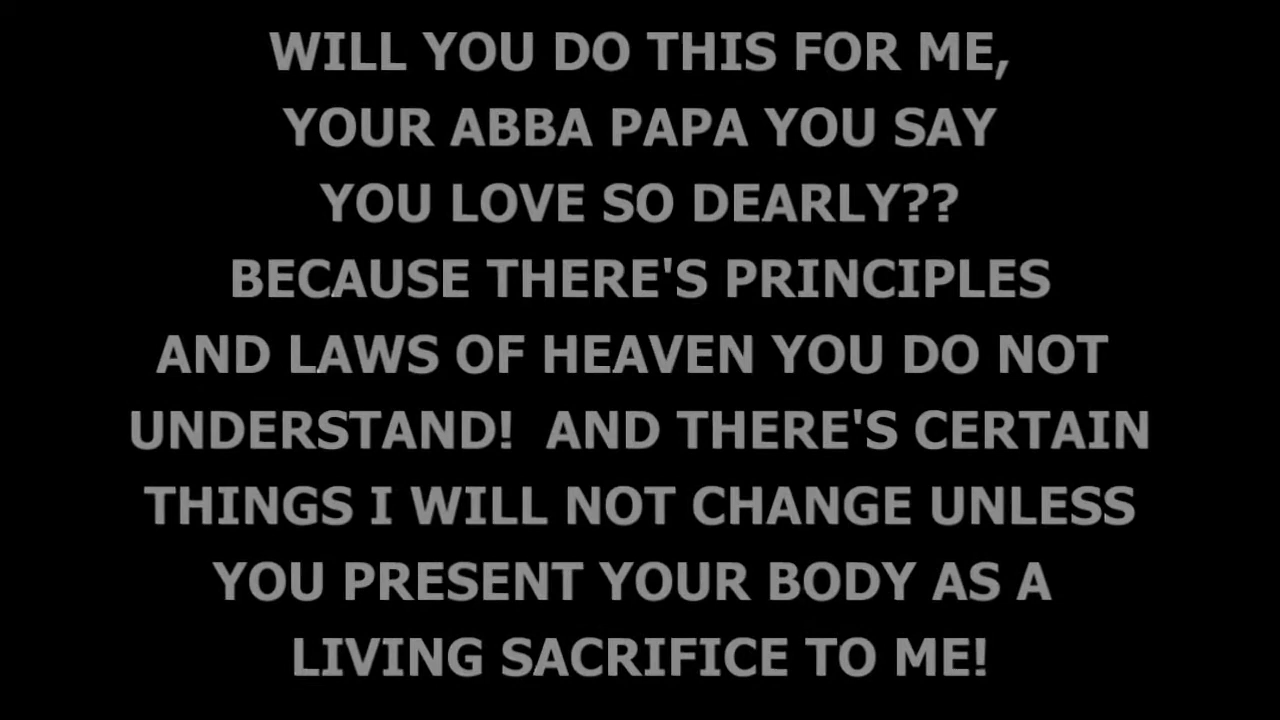 WILL YOU DO THIS FOR ME,
YOUR ABBA PAPA YOU SAY
YOU LOVE SO DEARLY??
BECAUSE THERE'S PRINCIPLES
AND LAWS OF HEAVEN YOU DO NOT
UNDERSTAND!  AND THERE'S CERTAIN
THINGS I WILL NOT CHANGE UNLESS
YOU PRESENT YOUR BODY AS A
LIVING SACRIFICE TO ME!